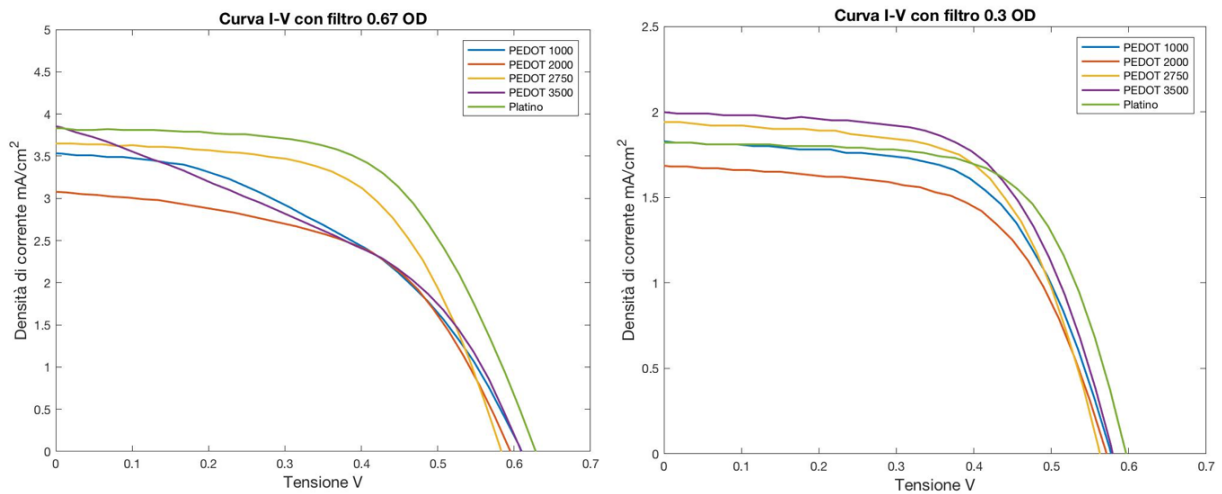 Curva I-V con filtro 0.67 OD
5
4.5
4
3.5
3
2.5
2
1.5
1
0.5
0
Densità di corrente mA/cm²
0 0.1 0.2 0.3 0.4 0.5 0.6 0.7
Tensione V
PEDOT 1000
PEDOT 2000
PEDOT 2750
PEDOT 3500
Platino
Curva I-V con filtro 0.3 OD
2.5
2
1.5
1
0.5
0
Densità di corrente mA/cm²
0 0.1 0.2 0.3 0.4 0.5 0.6 0.7
Tensione V
PEDOT 1000
PEDOT 2000
PEDOT 2750
PEDOT 3500
Platino